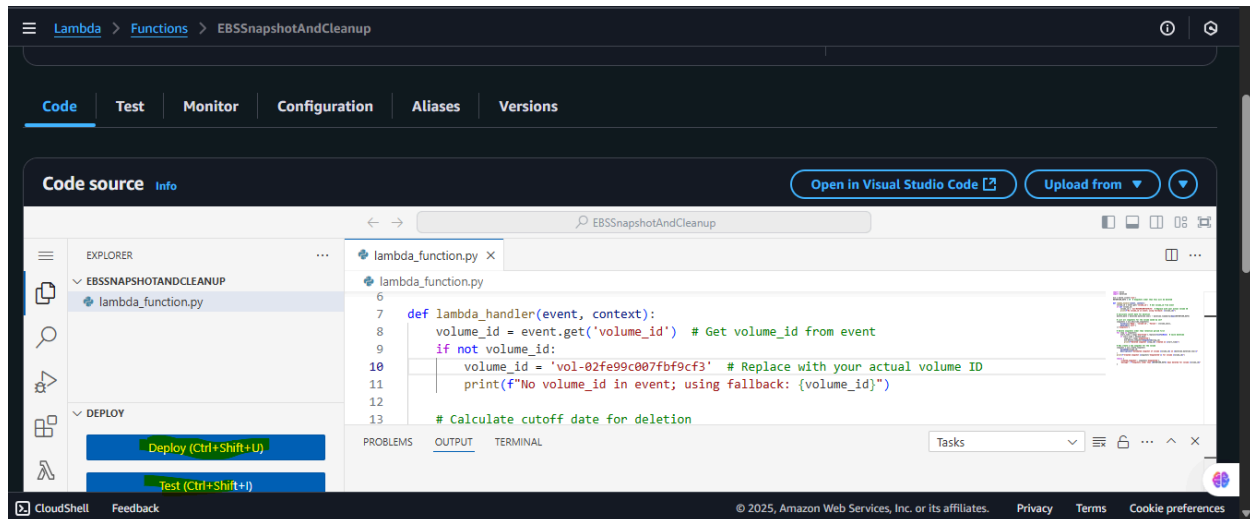 Lambda > Functions > EBSSnapshotAndCleanup
Code Test Monitor Configuration Aliases Versions
Code source Info Open in Visual Studio Code Upload from
EBSSnapshotAndCleanup
EXPLORER ... lambda_function.py ×
EBSSNAPSHOTANDCLEANUP lambda_function.py
lambda_function.py
6
7 def lambda_handler(event, context):
8 volume_id = event.get('volume_id')  # Get volume_id from event
9 if not volume_id:
10 volume_id = 'vol-02fe99c007fbf9cf3'  # Replace with your actual volume ID
11 print(f"No volume_id in event; using fallback: {volume_id}")
12
13 # Calculate cutoff date for deletion
DEPLOY
Deploy (Ctrl+Shift+U)
Test (Ctrl+Shift+I)
PROBLEMS OUTPUT TERMINAL Tasks
CloudShell Feedback © 2025, Amazon Web Services, Inc. or its affiliates. Privacy Terms Cookie preferences